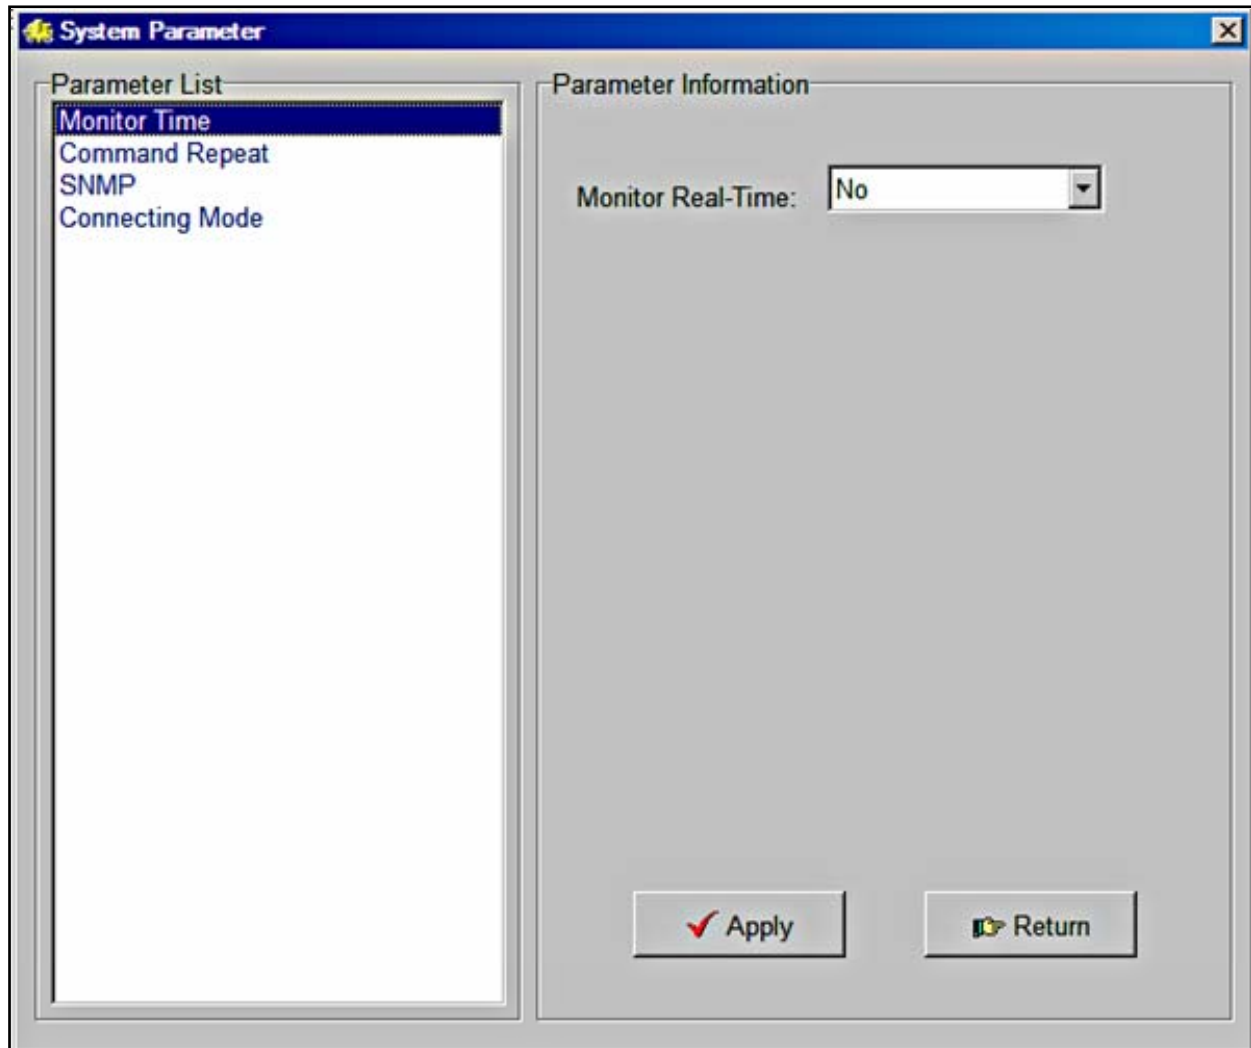 System Parameter
Parameter List
Monitor Time
Command Repeat
SNMP
Connecting Mode
Parameter Information
Monitor Real-Time: No
Apply
Return